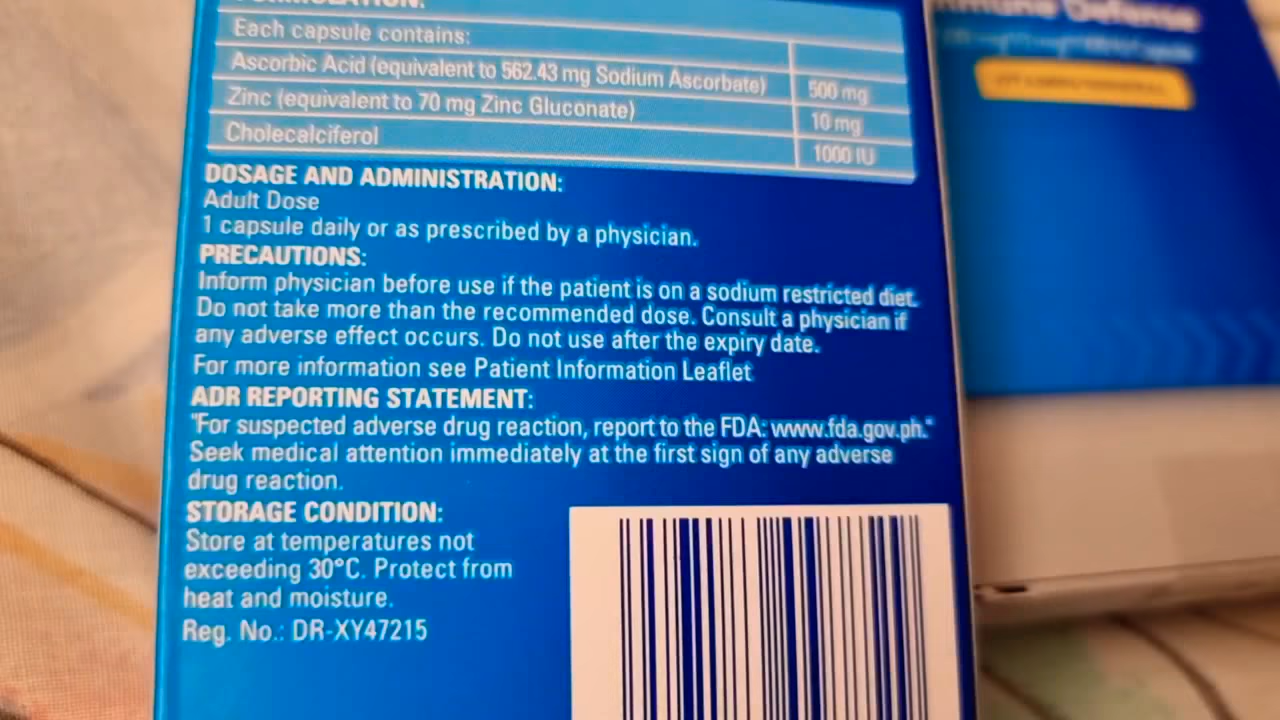 FORMULATION:
Each capsule contains:
Ascorbic Acid (equivalent to 562.43 mg Sodium Ascorbate) 500 mg
Zinc (equivalent to 70 mg Zinc Gluconate) 10 mg
Cholecalciferol 1000 IU
DOSAGE AND ADMINISTRATION:
Adult Dose
1 capsule daily or as prescribed by a physician.
PRECAUTIONS:
Inform physician before use if the patient is on a sodium restricted diet.
Do not take more than the recommended dose. Consult a physician if
any adverse effect occurs. Do not use after the expiry date.
For more information see Patient Information Leaflet
ADR REPORTING STATEMENT:
"For suspected adverse drug reaction, report to the FDA: www.fda.gov.ph."
Seek medical attention immediately at the first sign of any adverse
drug reaction.
STORAGE CONDITION:
Store at temperatures not
exceeding 30°C. Protect from
heat and moisture.
Reg. No.: DR-XY47215
Immune Defense